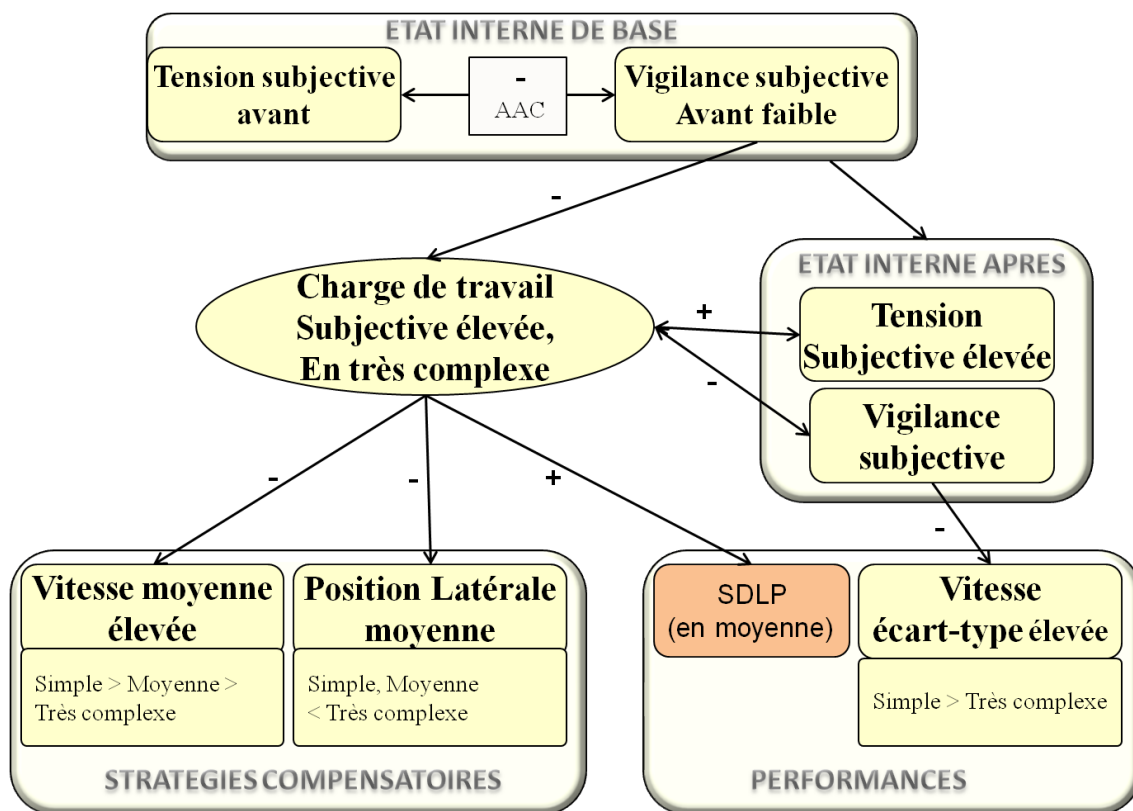 ETAT INTERNE DE BASE
Tension subjective
avant
-
AAC
Vigilance subjective
Avant faible
-
ETAT INTERNE APRES
Charge de travail
Subjective élevée,
En très complexe
+
-
Tension
Subjective élevée
Vigilance
subjective
-
-
+
-
Vitesse moyenne
élevée
Simple > Moyenne >
Très complexe
Position Latérale
moyenne
Simple, Moyenne
< Très complexe
STRATEGIES COMPENSATOIRES
SDLP
(en moyenne)
Vitesse
écart-type élevée
Simple > Très complexe
PERFORMANCES